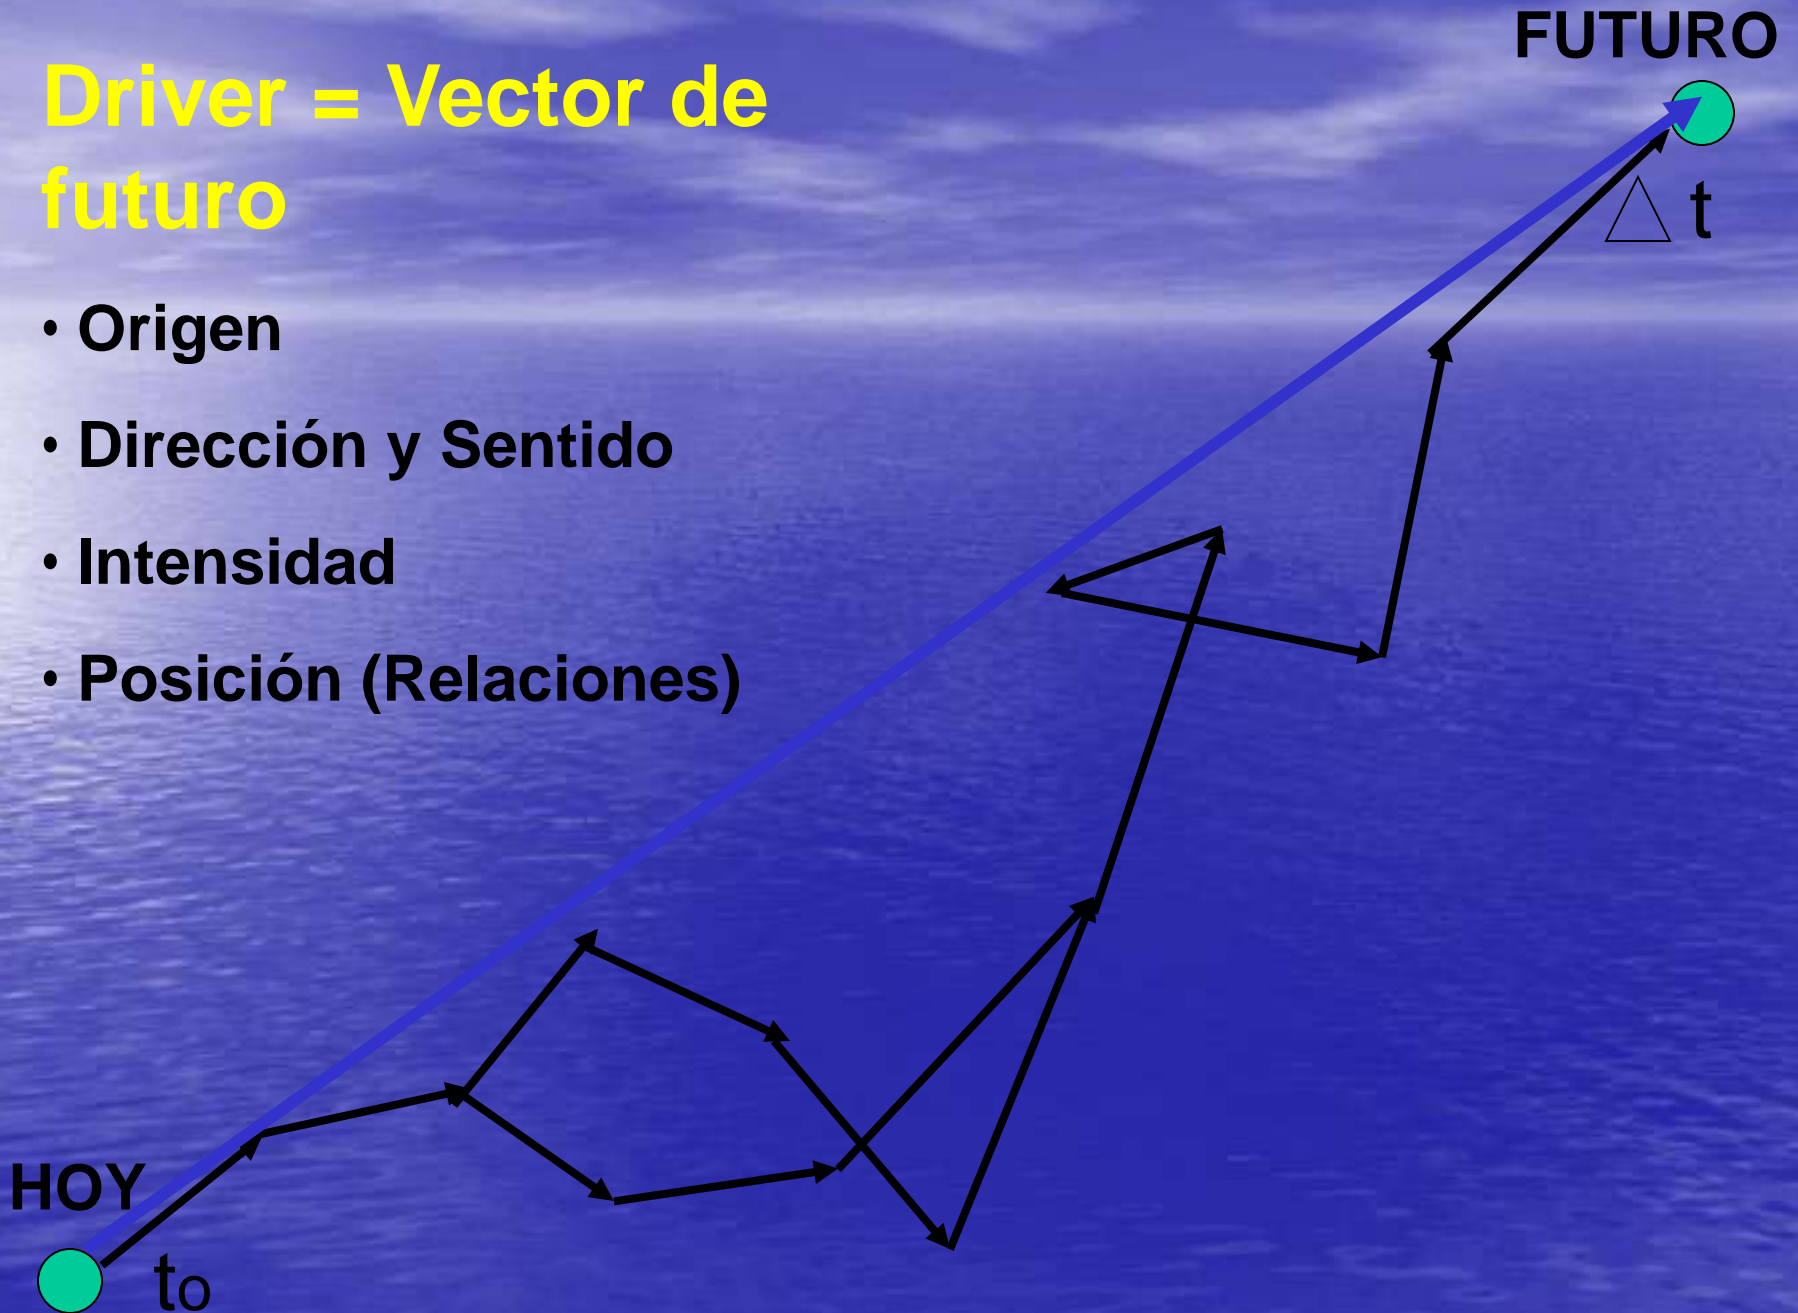 FUTURO
Driver = Vector de
futuro
△ t
• Origen
• Dirección y Sentido
• Intensidad
• Posición (Relaciones)
HOY
to